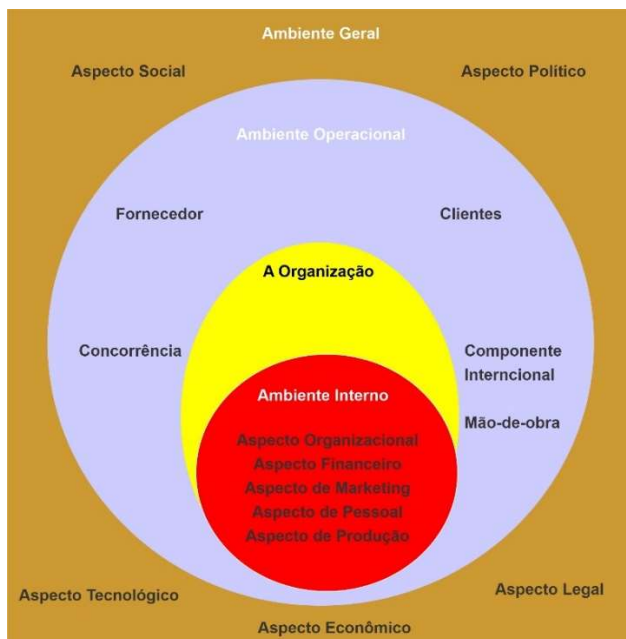 Ambiente Geral
Aspecto Social
Aspecto Político
Ambiente Operacional
Fornecedor
Clientes
A Organização
Concorrência
Componente
Interncional
Ambiente Interno
Mão-de-obra
Aspecto Organizacional
Aspecto Financeiro
Aspecto de Marketing
Aspecto de Pessoal
Aspecto de Produção
Aspecto Tecnológico
Aspecto Legal
Aspecto Econômico